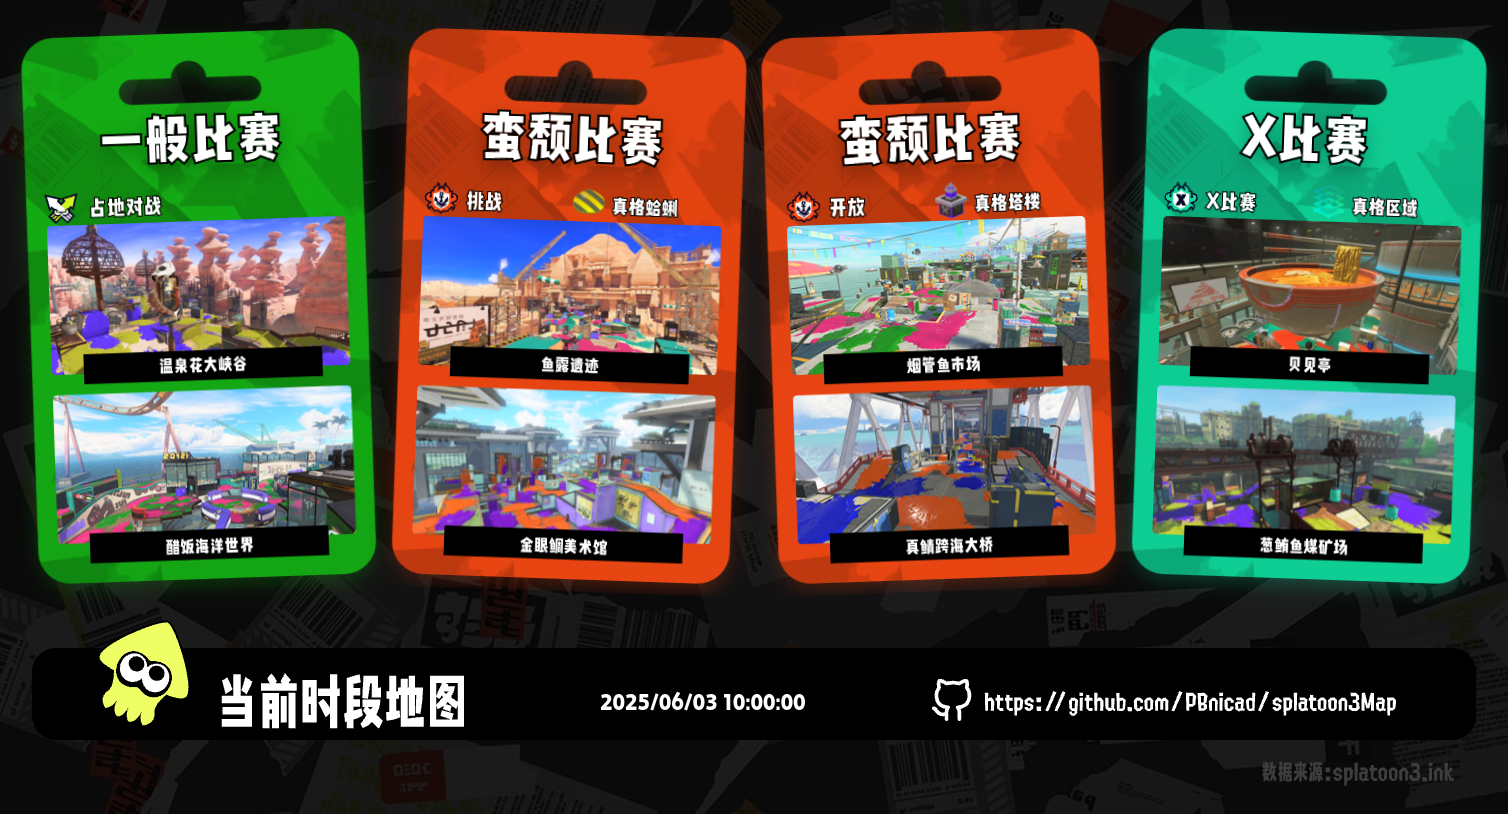 一般比赛
占地对战
温泉花大峡谷
醋饭海洋世界
蛮颓比赛
挑战
真格蛤蜊
鱼露遗迹
金眼鲷美术馆
蛮颓比赛
开放
真格塔楼
烟管鱼市场
真鲭跨海大桥
X比赛
X比赛
真格区域
贝见亭
葱鲔鱼煤矿场
当前时段地图
2025/06/03 10:00:00
https://github.com/PBnicad/splatoon3Map
数据来源:splatoon3.ink